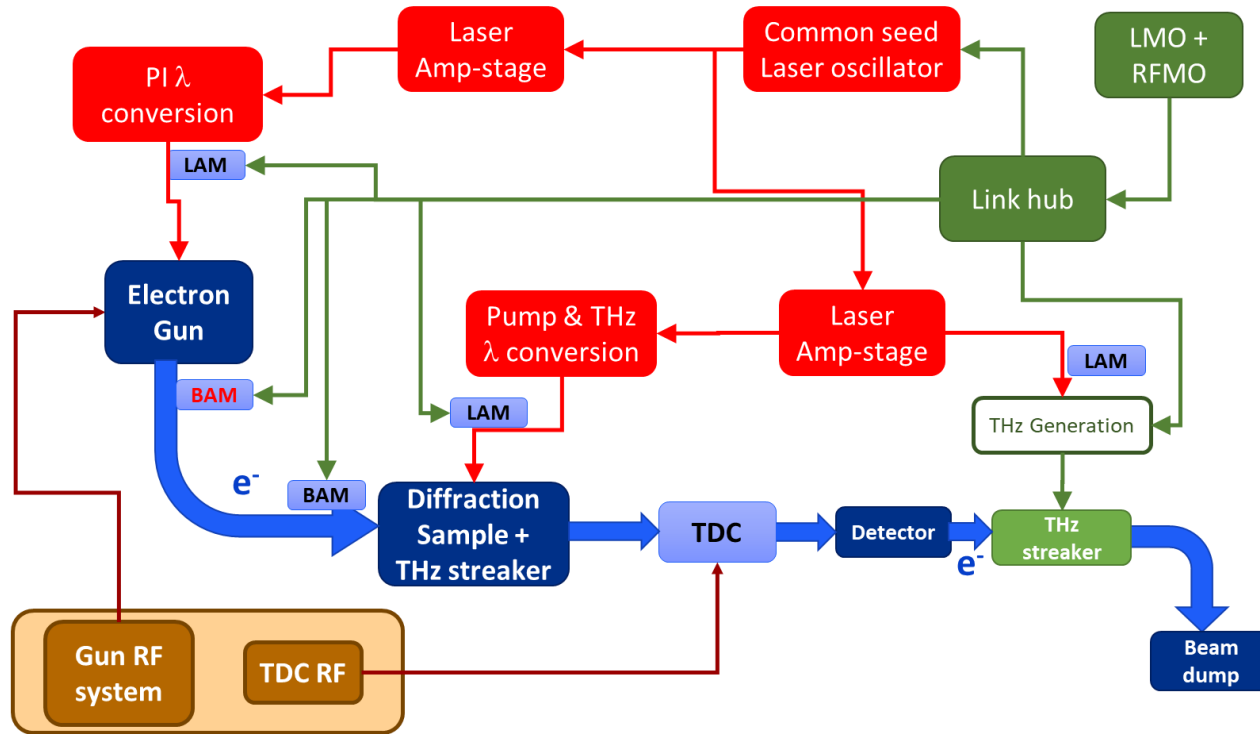 Laser
Amp-stage
Common seed
Laser oscillator
LMO +
RFMO
PI λ
conversion
LAM
Link hub
Electron
Gun
Pump & THz
λ conversion
Laser
Amp-stage
LAM
BAM
LAM
THz Generation
e-
BAM
Diffraction
Sample +
THz streaker
TDC
Detector
e-
THz
streaker
Gun RF
system
TDC RF
Beam
dump